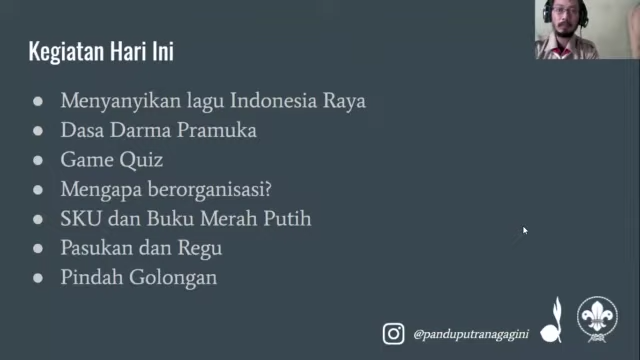 Kegiatan Hari Ini
● Menyanyikan lagu Indonesia Raya
● Dasa Darma Pramuka
● Game Quiz
● Mengapa berorganisasi?
● SKU dan Buku Merah Putih
● Pasukan dan Regu
● Pindah Golongan
@panduputranagagini